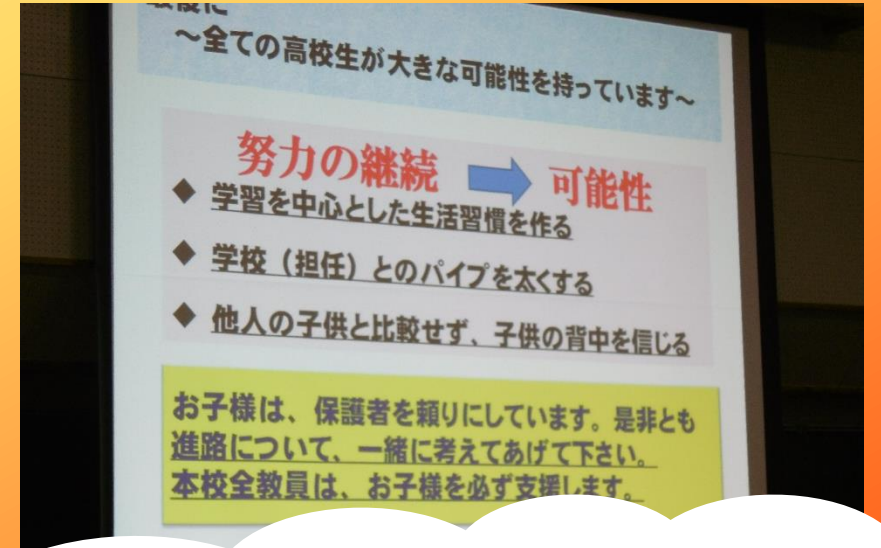 最後に
～全ての高校生が大きな可能性を持っています～
努力の継続 ➡ 可能性
◆ 学習を中心とした生活習慣を作る
◆ 学校（担任）とのパイプを太くする
◆ 他人の子供と比較せず、子供の背中を信じる
お子様は、保護者を頼りにしています。是非とも
進路について、一緒に考えてあげて下さい。
本校全教員は、お子様を必ず支援します。